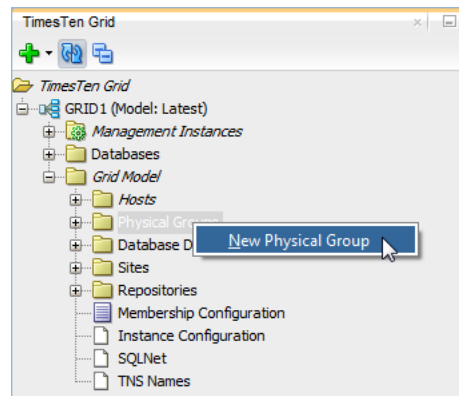 TimesTen Grid
TimesTen Grid
GRID1 (Model: Latest)
Management Instances
Databases
Grid Model
Hosts
Physical Groups
New Physical Group
Database D
Sites
Repositories
Membership Configuration
Instance Configuration
SQLNet
TNS Names